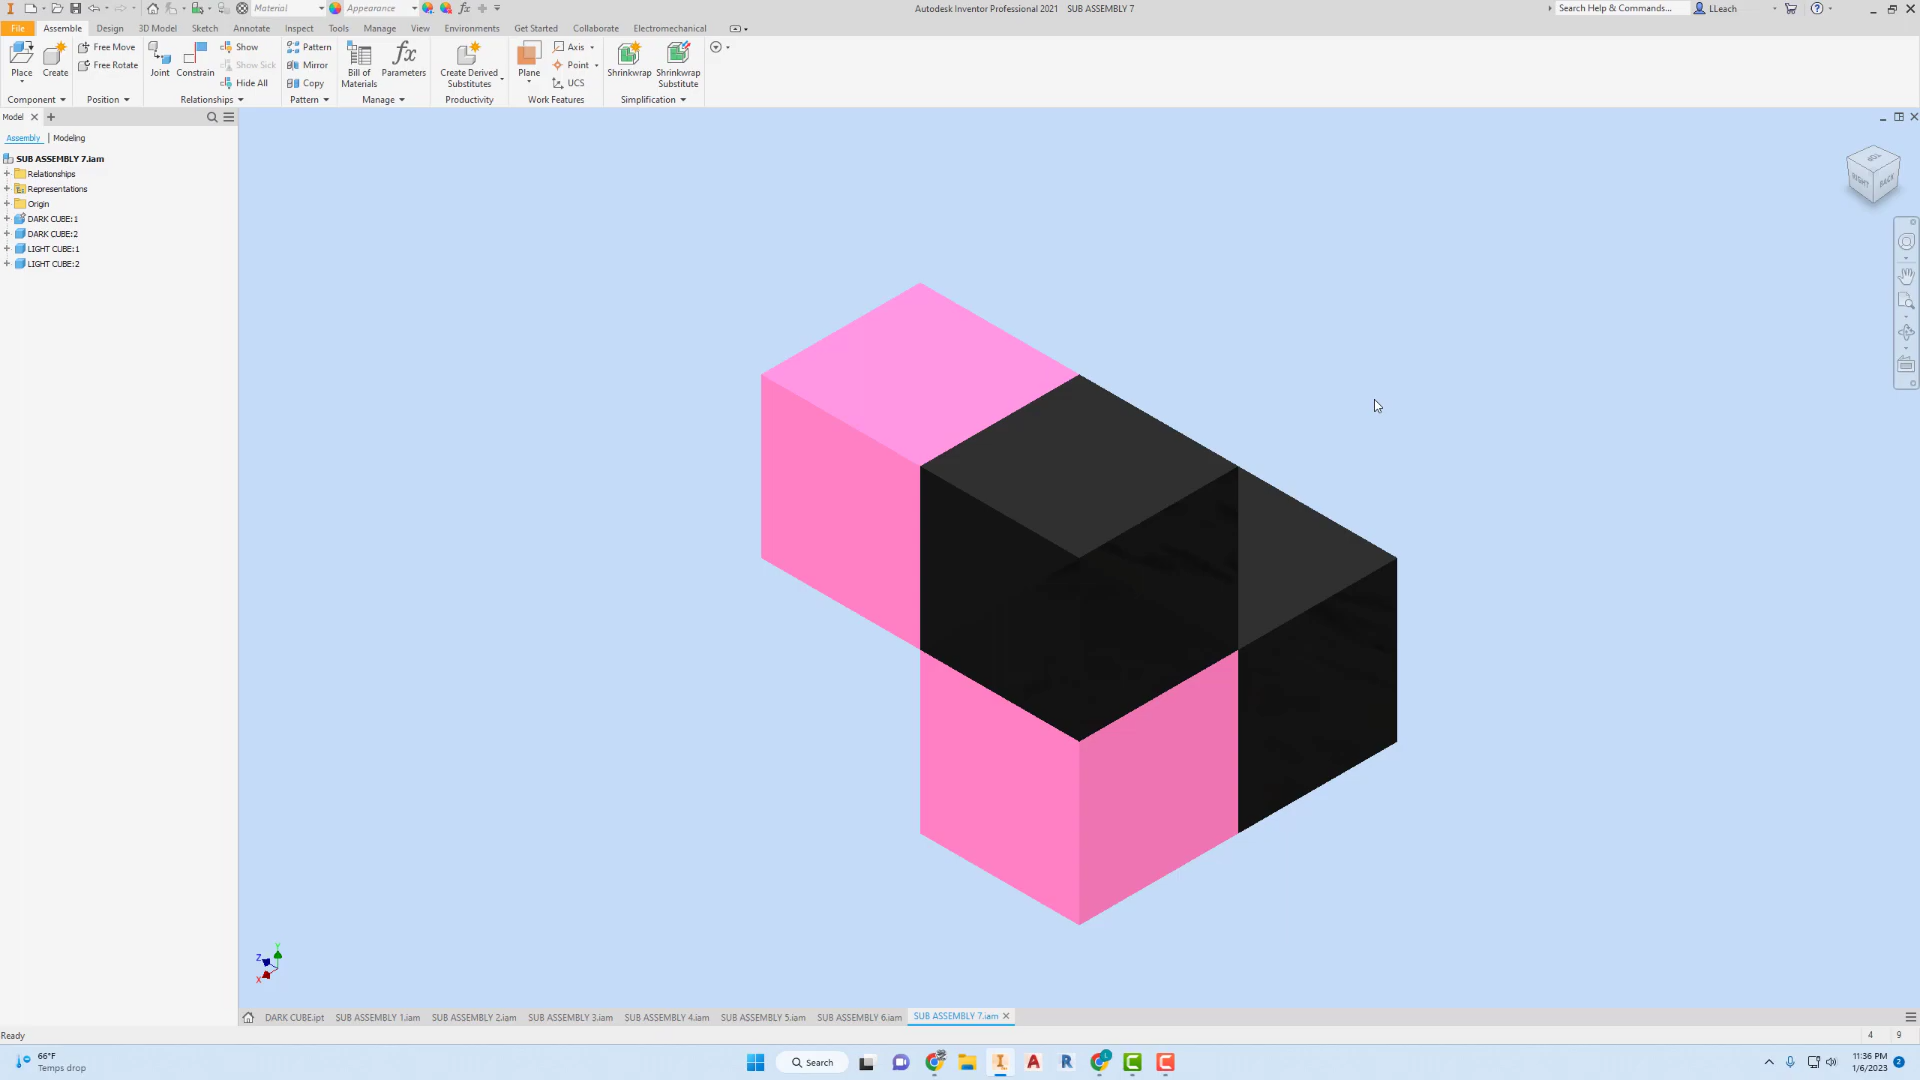 Material
Appearance
Autodesk Inventor Professional 2021 SUB ASSEMBLY 7
Search Help & Commands...
LLeach
File Assemble Design 3D Model Sketch Annotate Inspect Tools Manage View Environments Get Started Collaborate Electromechanical
Place
Create
Free Move
Free Rotate
Joint
Constrain
Show
Show Sick
Hide All
Pattern
Mirror
Copy
Bill of
Materials
Parameters
Create Derived
Substitutes
Plane
Axis
Point
UCS
Shrinkwrap
Shrinkwrap
Substitute
Component Position Relationships Pattern Manage Productivity Work Features Simplification
Model
Assembly | Modeling
SUB ASSEMBLY 7.iam
Relationships
Representations
Origin
DARK CUBE:1
DARK CUBE:2
LIGHT CUBE:1
LIGHT CUBE:2
TOP
RIGHT
BACK
Y
Z
X
DARK CUBE.ipt SUB ASSEMBLY 1.iam SUB ASSEMBLY 2.iam SUB ASSEMBLY 3.iam SUB ASSEMBLY 4.iam SUB ASSEMBLY 5.iam SUB ASSEMBLY 6.iam SUB ASSEMBLY 7.iam
Ready
4 9
66°F
Temps drop
Search
11:36 PM
1/6/2023
2